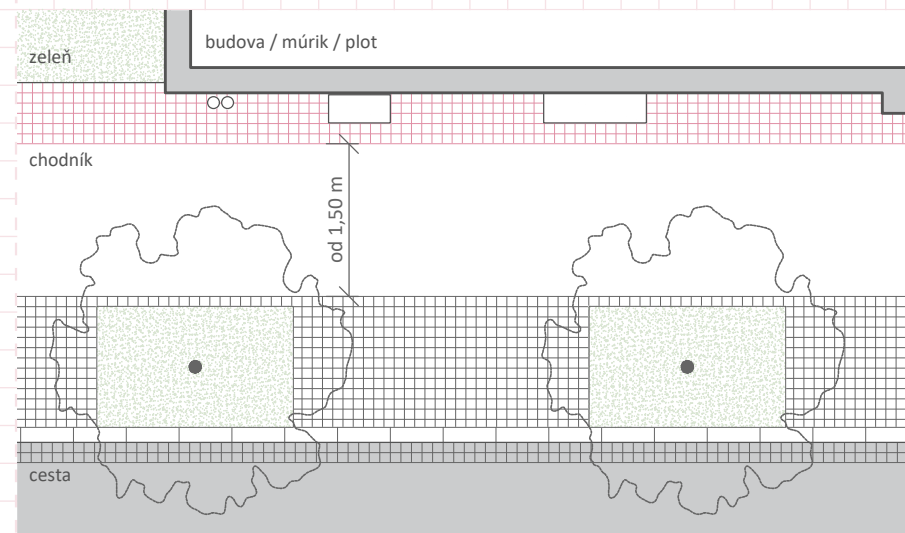 budova / múrik / plot
zeleň
chodník
od 1,50 m
cesta